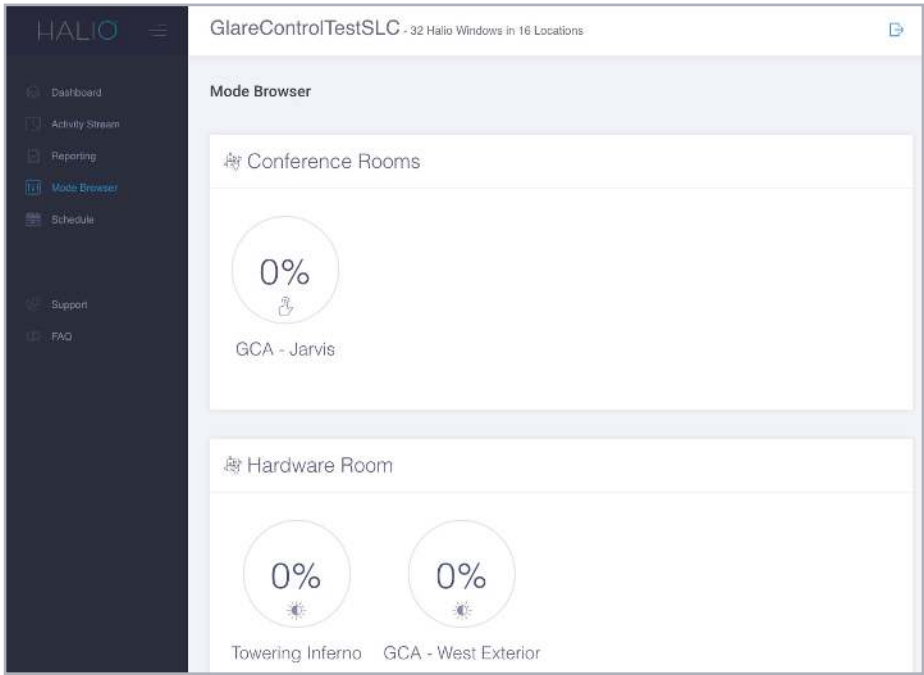 HALIO
GlareControlTestSLC - 32 Halio Windows in 16 Locations
Dashboard
Activity Stream
Reporting
Mode Browser
Schedule
Support
FAQ
Mode Browser
Conference Rooms
0%
GCA - Jarvis
Hardware Room
0% 0%
Towering Inferno GCA - West Exterior